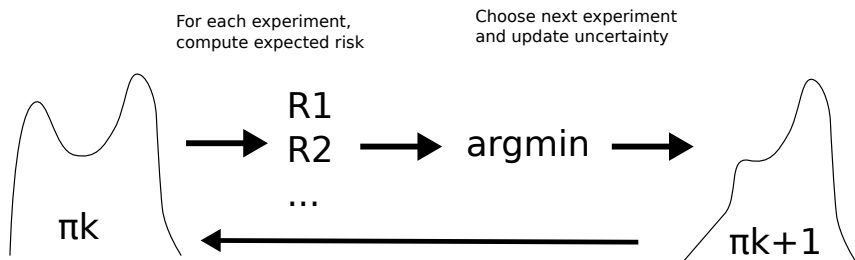 For each experiment,
compute expected risk
Choose next experiment
and update uncertainty
R1
R2
...
argmin
πk
πk+1